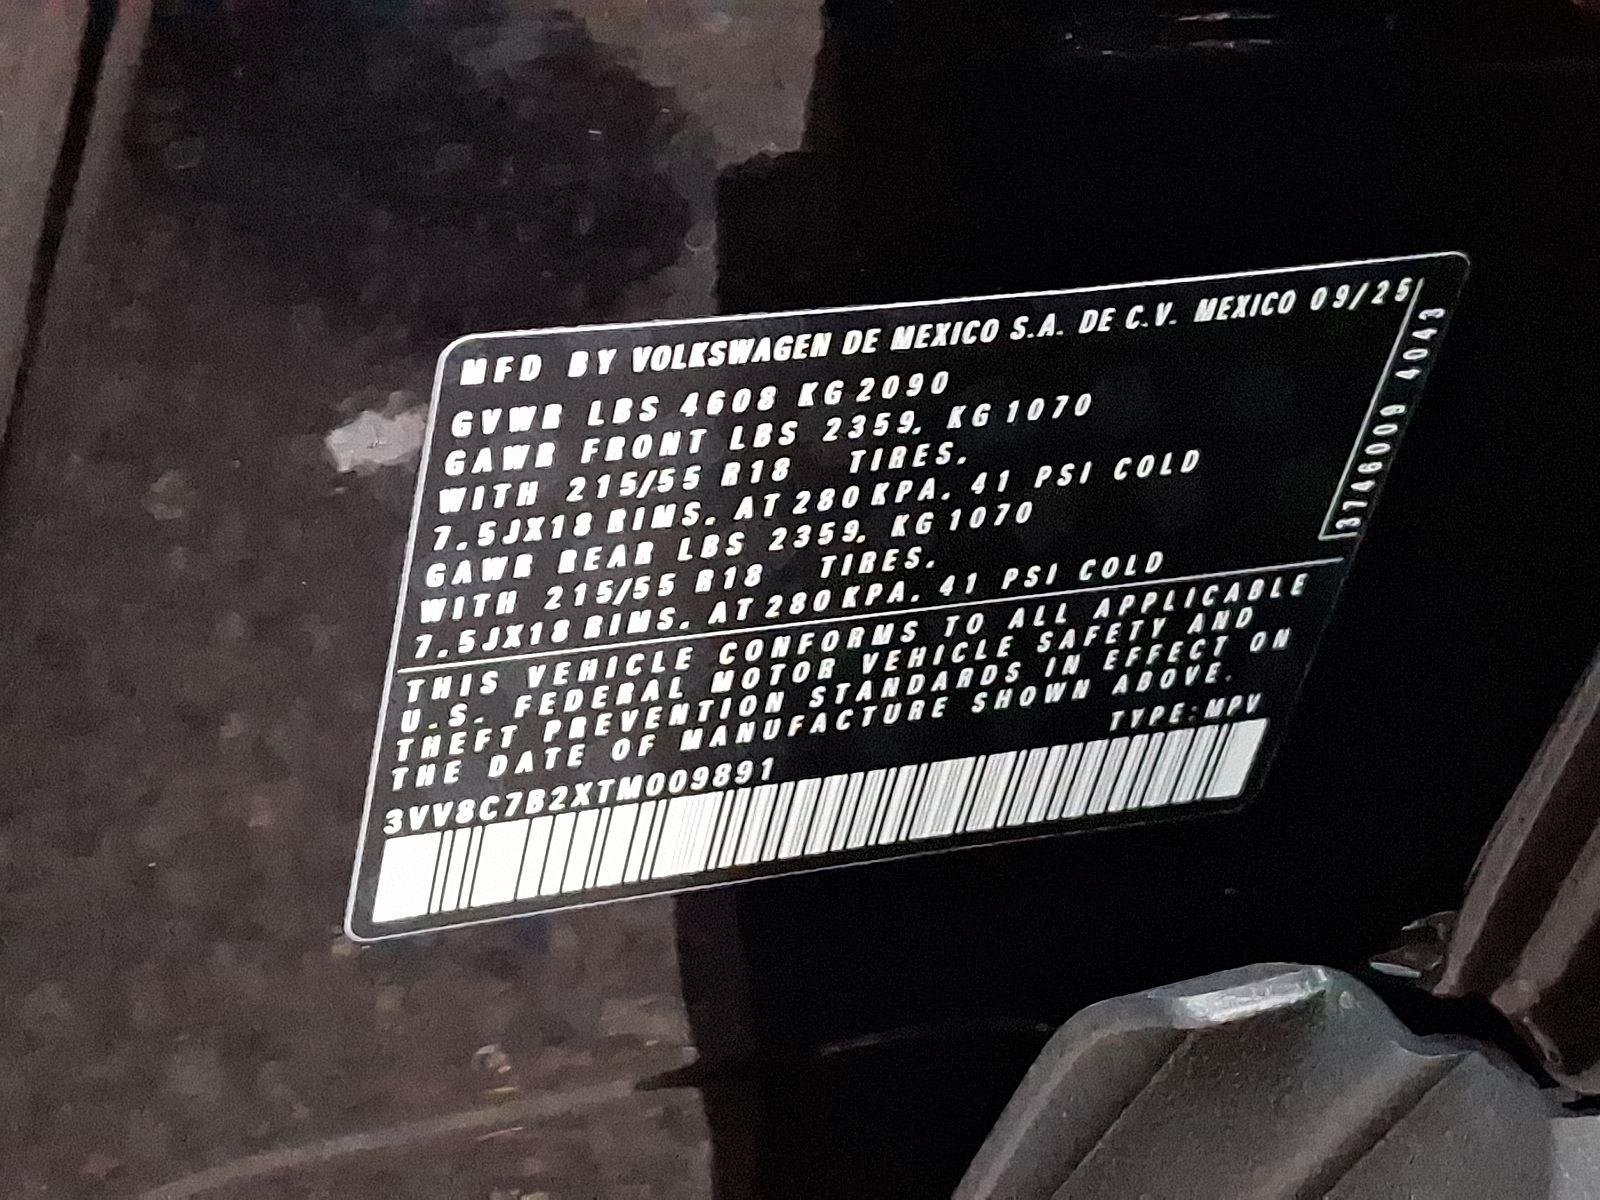 MFD BY VOLKSWAGEN DE MEXICO S.A. DE C.V. MEXICO 09/25
GVWR LBS 4608 KG 2090
GAWR FRONT LBS 2359, KG 1070
WITH 215/55 R18 TIRES.
7.5JX18 RIMS. AT 280 KPA. 41 PSI COLD
GAWR REAR LBS 2359, KG 1070
WITH 215/55 R18 TIRES.
7.5JX18 RIMS. AT 280 KPA. 41 PSI COLD
3746009 4043
THIS VEHICLE CONFORMS TO ALL APPLICABLE
U.S. FEDERAL MOTOR VEHICLE SAFETY AND
THEFT PREVENTION STANDARDS IN EFFECT ON
THE DATE OF MANUFACTURE SHOWN ABOVE.
TYPE: MPV
3VV8C7B2XTM009891